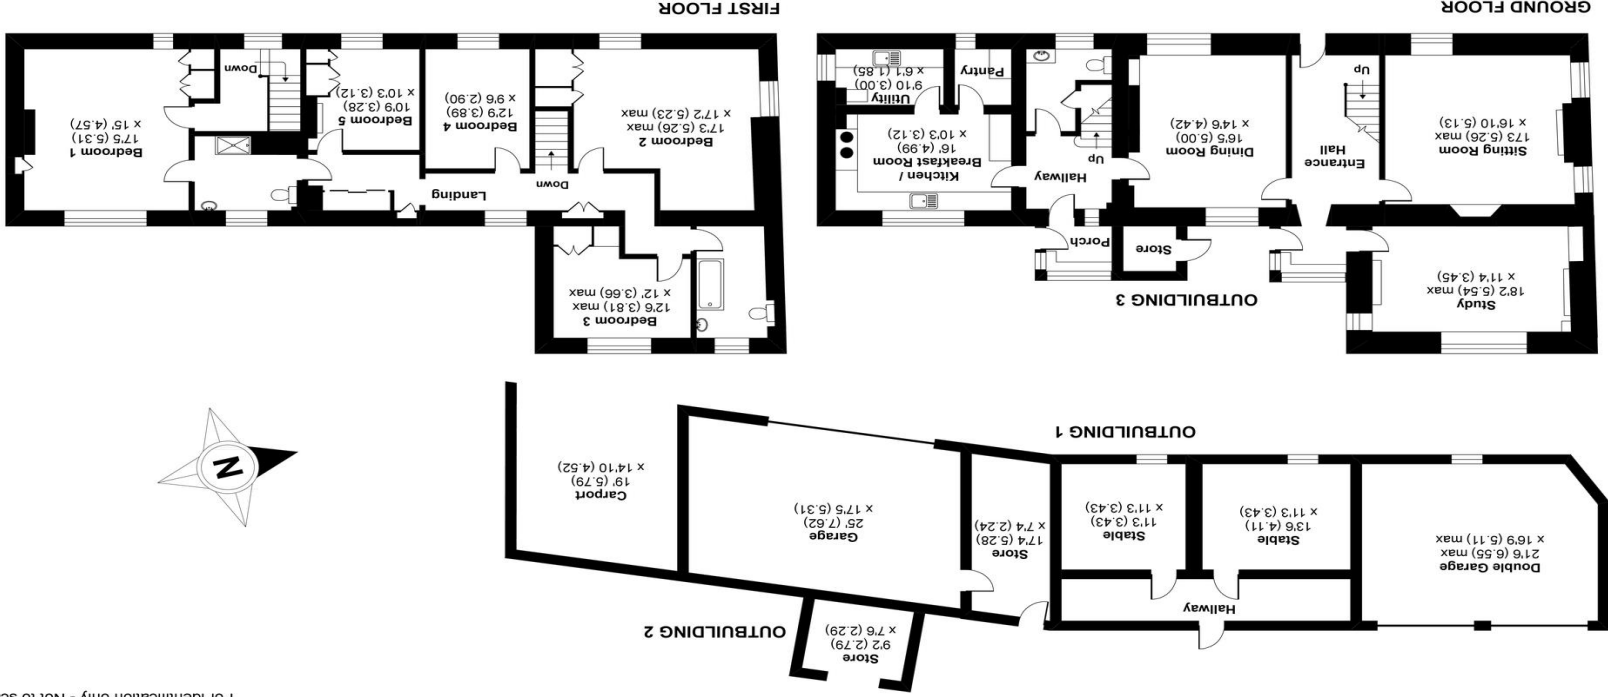 For identification only - Not to
Store
9'2 (2.79)
x 7'6 (2.29)
OUTBUILDING 2
Hallway
Double Garage
21'6 (6.55) max
x 16'9 (5.11) max
Stable
13'6 (4.11)
x 11'3 (3.43)
Stable
11'3 (3.43)
x 11'3 (3.43)
Store
17'4 (5.28)
x 7'4 (2.24)
Garage
25' (7.62)
x 17'5 (5.31)
Carport
19' (5.79)
x 14'10 (4.52)
OUTBUILDING 1
N
Study
18'2 (5.54) max
x 11'4 (3.45)
OUTBUILDING 3
Store
Porch
Sitting Room
17'3 (5.26) max
x 16'10 (5.13)
Entrance
Hall
Up
Dining Room
16'5 (5.00)
x 14'6 (4.42)
Hallway
Up
Kitchen /
Breakfast Room
16' (4.99)
x 10'3 (3.12)
Pantry
Utility
9'10 (3.00)
x 6'1 (1.85)
GROUND FLOOR
Bedroom 3
12'6 (3.81) max
x 12' (3.66) max
Bedroom 2
17'3 (5.26) max
x 17'2 (5.23) max
Down
Landing
Bedroom 4
12'9 (3.89)
x 9'6 (2.90)
Bedroom 5
10'9 (3.28)
x 10'3 (3.12)
Down
Bedroom 1
17'5 (5.31)
x 15' (4.57)
FIRST FLOOR